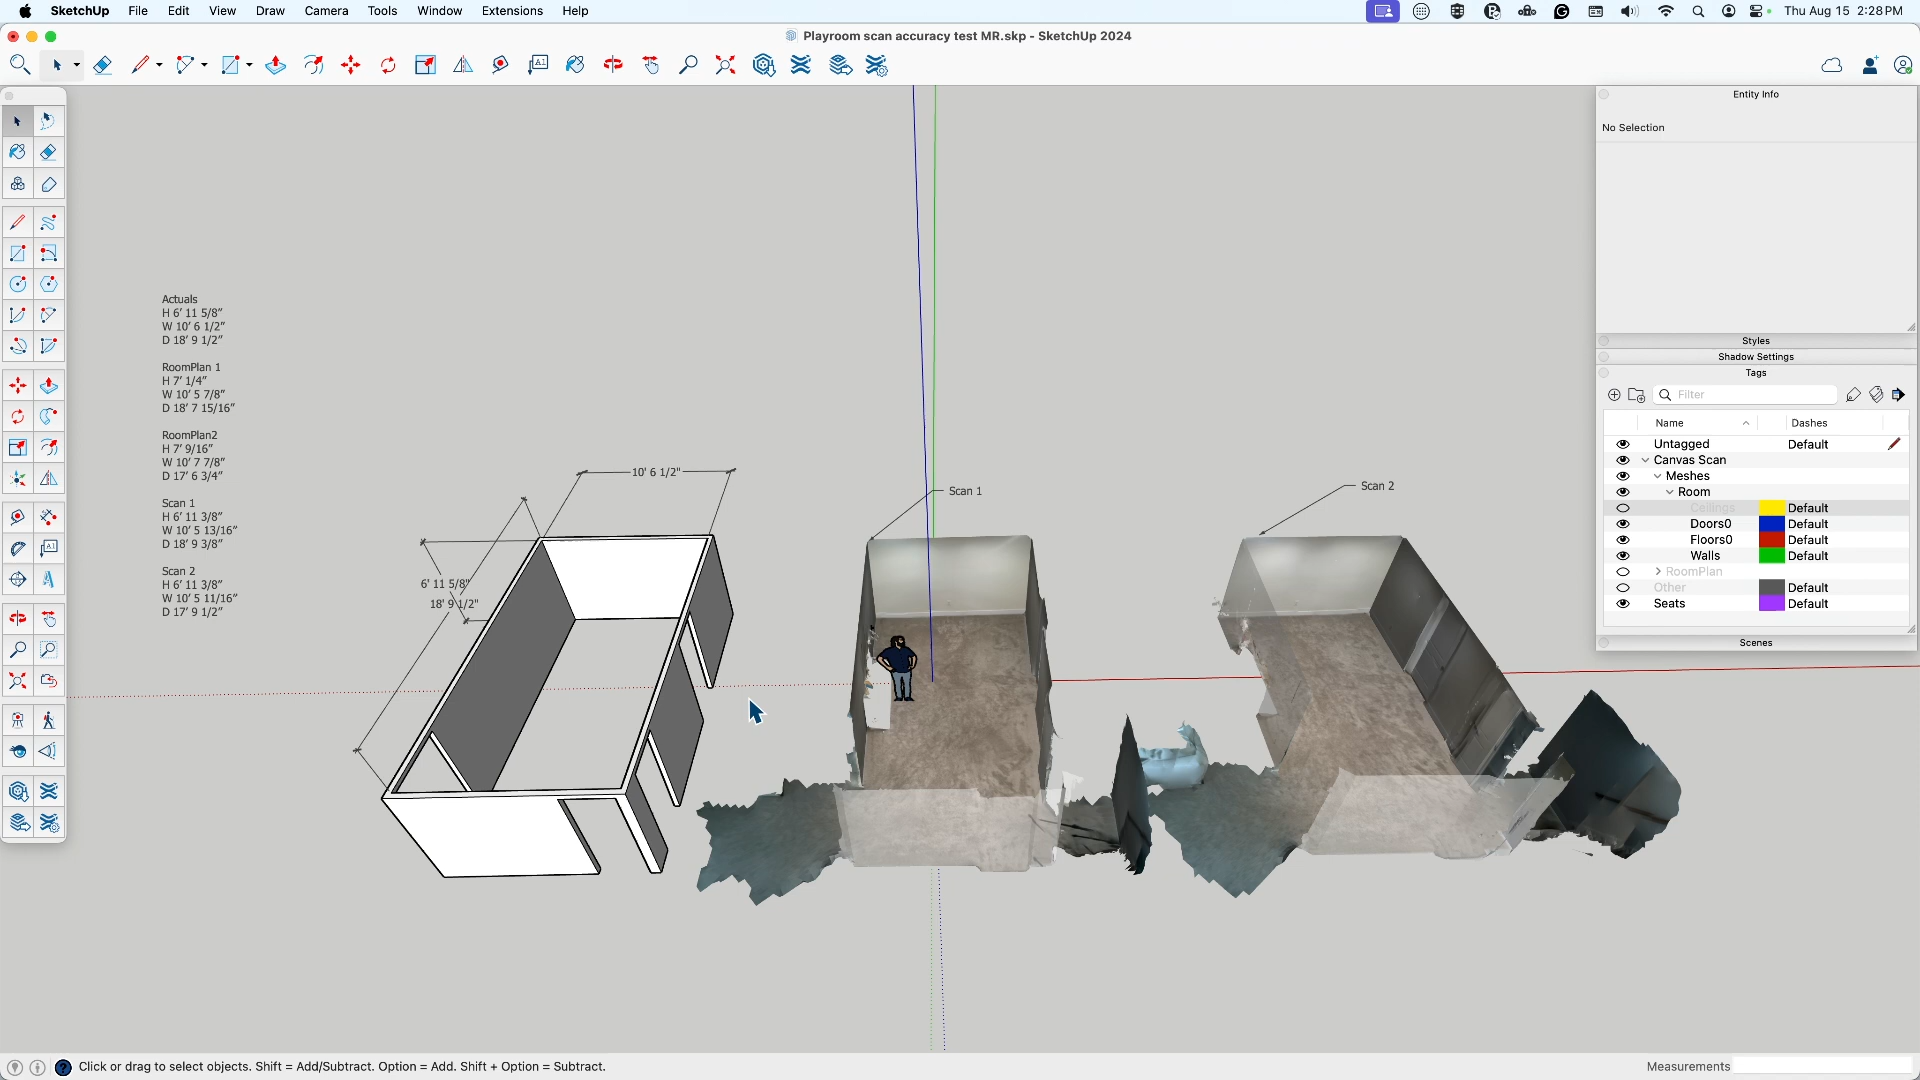 SketchUp File Edit View Draw Camera Tools Window Extensions Help
Thu Aug 15 2:28 PM
Playroom scan accuracy test MR.skp - SketchUp 2024
Entity Info
No Selection
Styles
Shadow Settings
Tags
Filter
Name Dashes
Untagged Default
Canvas Scan
Meshes
Room
Ceilings Default
Doors0 Default
Floors0 Default
Walls Default
RoomPlan
Other Default
Seats Default
Scenes
Actuals
H 6' 11 5/8"
W 10' 6 1/2"
D 18' 9 1/2"
RoomPlan 1
H 7' 1/4"
W 10' 5 7/8"
D 18' 7 15/16"
RoomPlan2
H 7' 9/16"
W 10' 7 7/8"
D 17' 6 3/4"
Scan 1
H 6' 11 3/8"
W 10' 5 13/16"
D 18' 9 3/8"
Scan 2
H 6' 11 3/8"
W 10' 5 11/16"
D 17' 9 1/2"
10' 6 1/2"
6' 11 5/8"
18' 9 1/2"
Scan 1
Scan 2
Click or drag to select objects. Shift = Add/Subtract. Option = Add. Shift + Option = Subtract.
Measurements